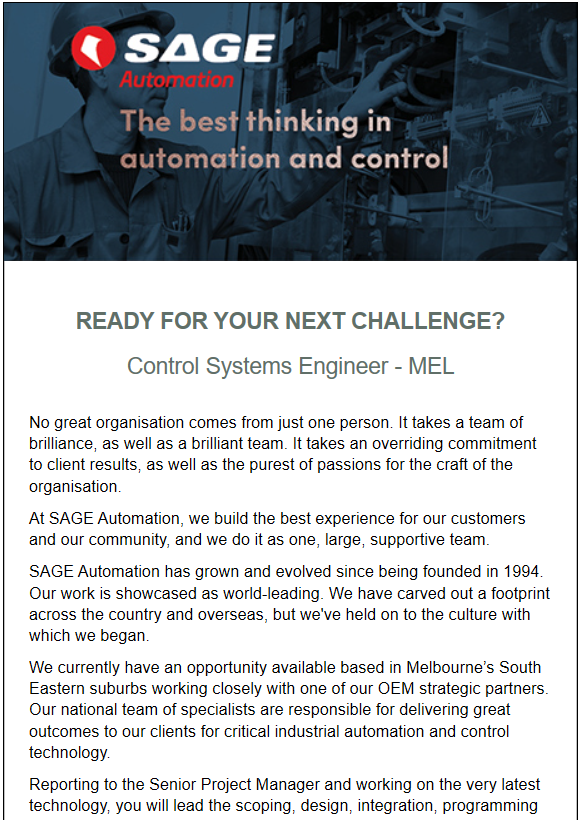 SAGE
Automation
The best thinking in
automation and control
READY FOR YOUR NEXT CHALLENGE?
Control Systems Engineer - MEL
No great organisation comes from just one person. It takes a team of
brilliance, as well as a brilliant team. It takes an overriding commitment
to client results, as well as the purest of passions for the craft of the
organisation.
At SAGE Automation, we build the best experience for our customers
and our community, and we do it as one, large, supportive team.
SAGE Automation has grown and evolved since being founded in 1994.
Our work is showcased as world-leading. We have carved out a footprint
across the country and overseas, but we've held on to the culture with
which we began.
We currently have an opportunity available based in Melbourne’s South
Eastern suburbs working closely with one of our OEM strategic partners.
Our national team of specialists are responsible for delivering great
outcomes to our clients for critical industrial automation and control
technology.
Reporting to the Senior Project Manager and working on the very latest
technology, you will lead the scoping, design, integration, programming